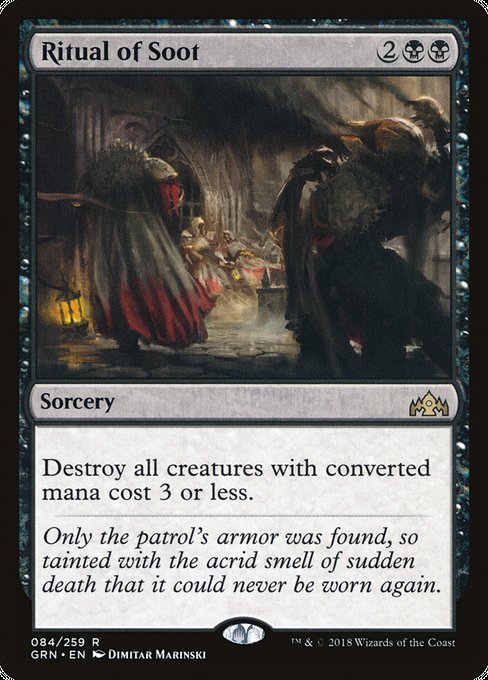 Ritual of Soot 2
Sorcery
Destroy all creatures with converted
mana cost 3 or less.
Only the patrol's armor was found, so
tainted with the acrid smell of sudden
death that it could never be worn again.
084/259 R
GRN • EN Dimitar Marinski
™ & © 2018 Wizards of the Coast